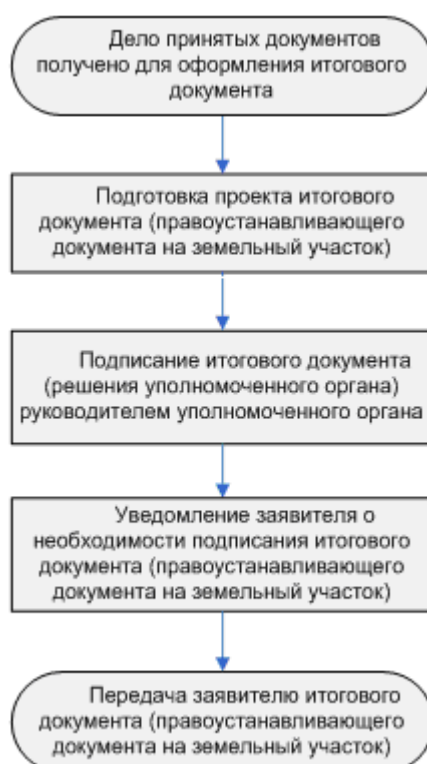 Дело принятых документов
получено для оформления итогового
документа
Подготовка проекта итогового
документа (правоустанавливающего
документа на земельный участок)
Подписание итогового документа
(решения уполномоченного органа)
руководителем уполномоченного органа
Уведомление заявителя о
необходимости подписания итогового
документа (правоустанавливающего
документа на земельный участок)
Передача заявителю итогового
документа (правоустанавливающего
документа на земельный участок)